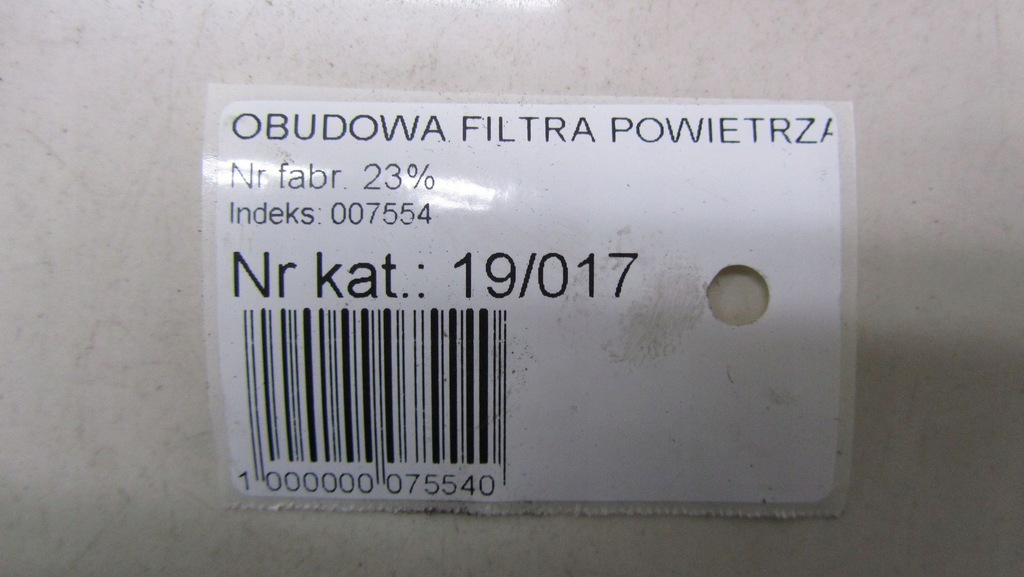 OBUDOWA FILTRA POWIETRZA
Nr fabr. 23%
Indeks: 007554
Nr kat.: 19/017
1 000000 075540